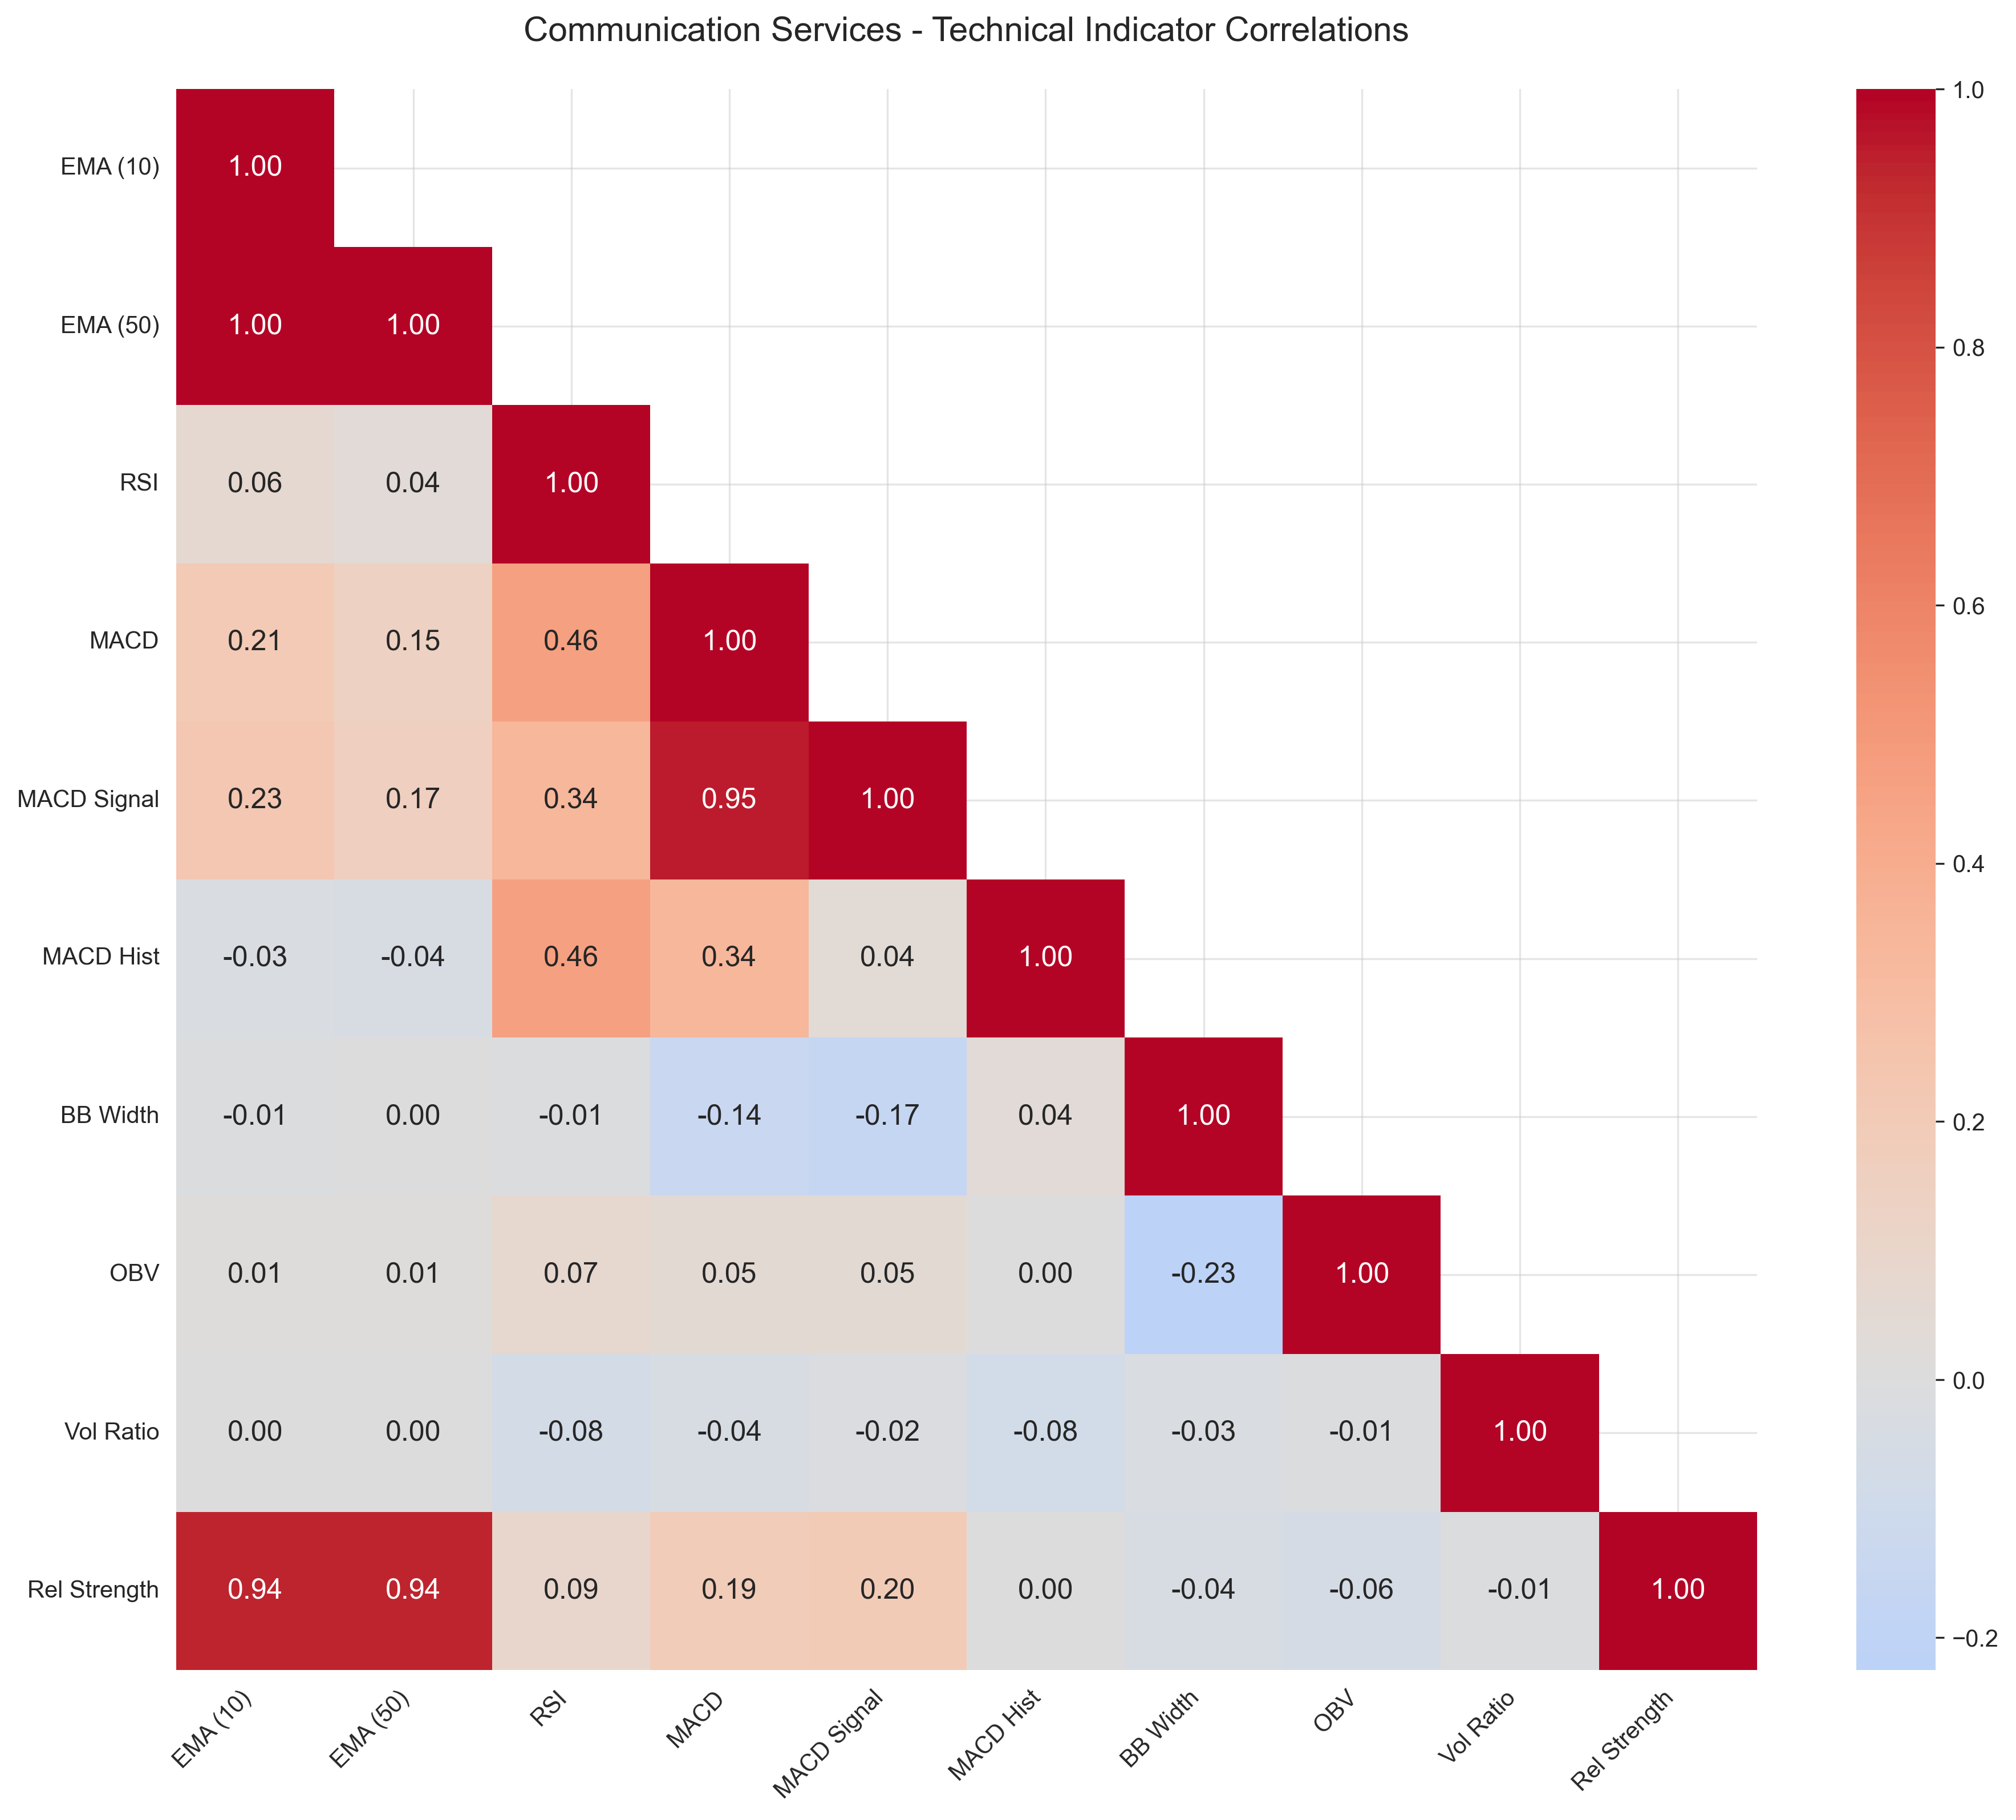 Communication Services - Technical Indicator Correlations
EMA (10) 1.00
EMA (50) 1.00 1.00
RSI 0.06 0.04 1.00
MACD 0.21 0.15 0.46 1.00
MACD Signal 0.23 0.17 0.34 0.95 1.00
MACD Hist -0.03 -0.04 0.46 0.34 0.04 1.00
BB Width -0.01 0.00 -0.01 -0.14 -0.17 0.04 1.00
OBV 0.01 0.01 0.07 0.05 0.05 0.00 -0.23 1.00
Vol Ratio 0.00 0.00 -0.08 -0.04 -0.02 -0.08 -0.03 -0.01 1.00
Rel Strength 0.94 0.94 0.09 0.19 0.20 0.00 -0.04 -0.06 -0.01 1.00
EMA (10) EMA (50) RSI MACD MACD Signal MACD Hist BB Width OBV Vol Ratio Rel Strength
1.0
0.8
0.6
0.4
0.2
0.0
−0.2